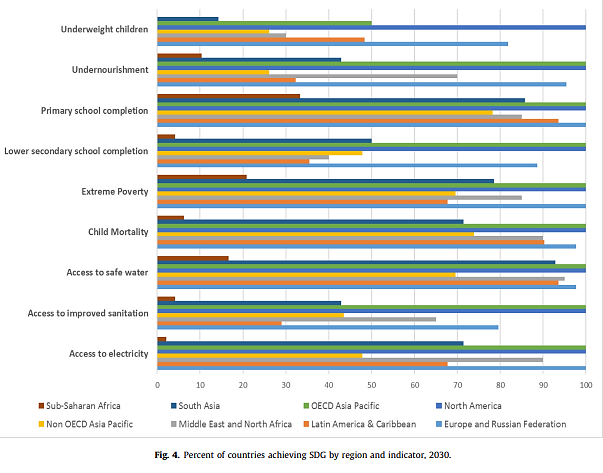 Underweight children
Undernourishment
Primary school completion
Lower secondary school completion
Extreme Poverty
Child Mortality
Access to safe water
Access to improved sanitation
Access to electricity
0 10 20 30 40 50 60 70 80 90 100
Sub-Saharan Africa South Asia OECD Asia Pacific North America
Non OECD Asia Pacific Middle East and North Africa Latin America & Caribbean Europe and Russian Federation
Fig. 4. Percent of countries achieving SDG by region and indicator, 2030.